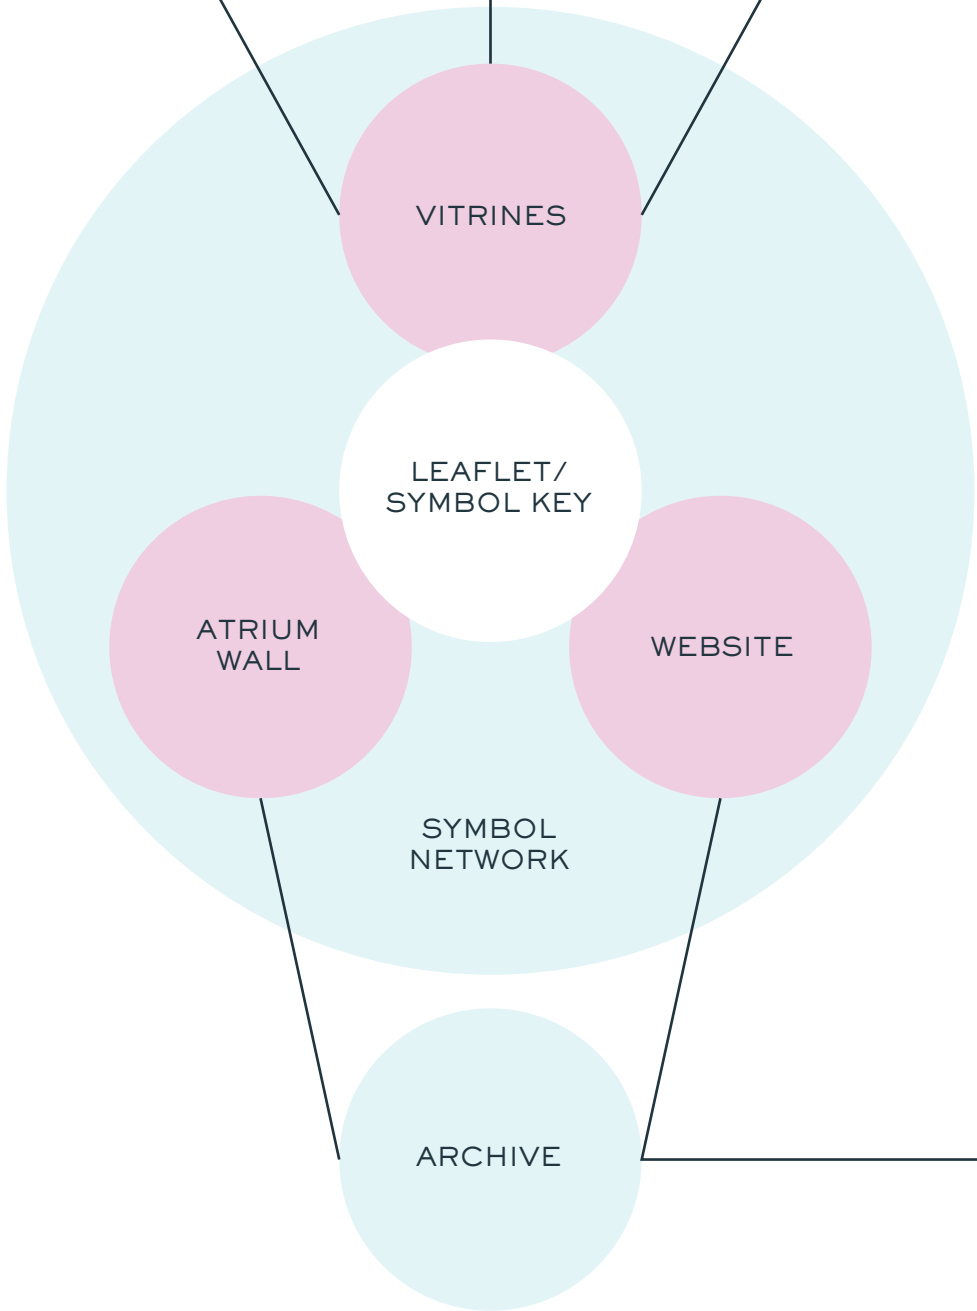 VITRINES
LEAFLET/
SYMBOL KEY
ATRIUM
WALL
WEBSITE
SYMBOL
NETWORK
ARCHIVE